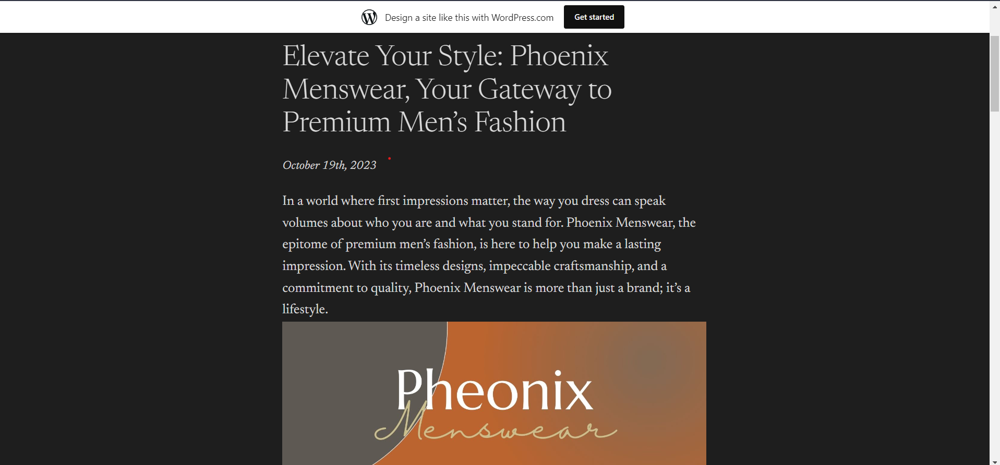 Design a site like this with WordPress.com
Get started
Elevate Your Style: Phoenix
Menswear, Your Gateway to
Premium Men’s Fashion
October 19th, 2023
In a world where first impressions matter, the way you dress can speak
volumes about who you are and what you stand for. Phoenix Menswear, the
epitome of premium men’s fashion, is here to help you make a lasting
impression. With its timeless designs, impeccable craftsmanship, and a
commitment to quality, Phoenix Menswear is more than just a brand; it’s a
lifestyle.
Pheonix
Menswear